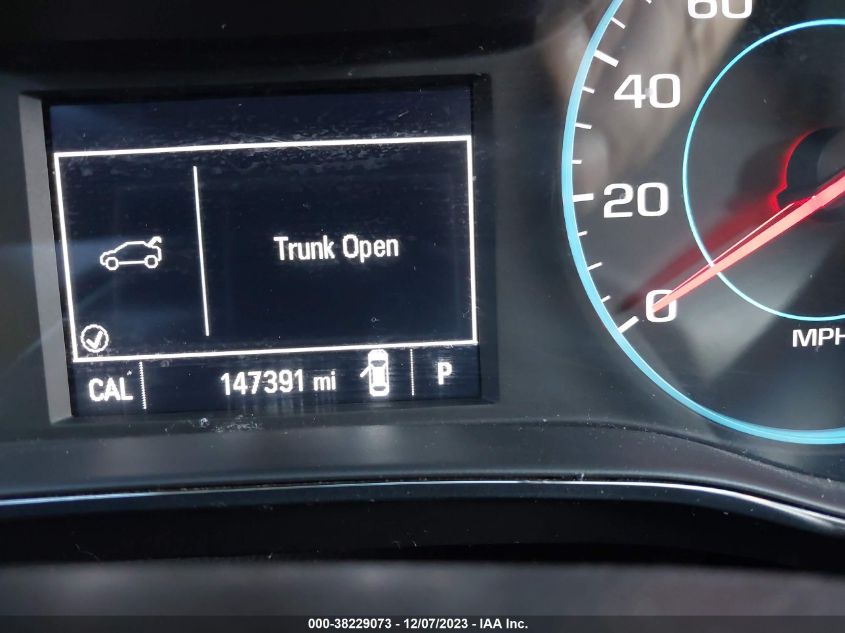 Trunk Open
CAL 147391 mi P
60
40
20
0
MPH
000-38229073 - 12/07/2023 - IAA Inc.